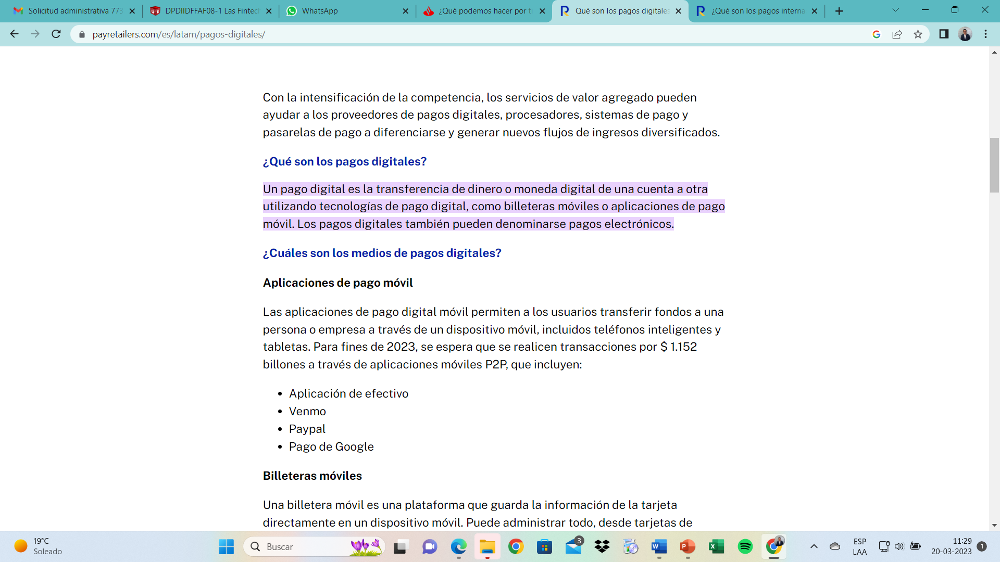 Solicitud administrativa 773
DPDIIDFFAF08-1 Las Fintech
WhatsApp
¿Qué podemos hacer por ti
Qué son los pagos digitales
¿Qué son los pagos interna
payretailers.com/es/latam/pagos-digitales/
Con la intensificación de la competencia, los servicios de valor agregado pueden
ayudar a los proveedores de pagos digitales, procesadores, sistemas de pago y
pasarelas de pago a diferenciarse y generar nuevos flujos de ingresos diversificados.
¿Qué son los pagos digitales?
Un pago digital es la transferencia de dinero o moneda digital de una cuenta a otra
utilizando tecnologías de pago digital, como billeteras móviles o aplicaciones de pago
móvil. Los pagos digitales también pueden denominarse pagos electrónicos.
¿Cuáles son los medios de pagos digitales?
Aplicaciones de pago móvil
Las aplicaciones de pago digital móvil permiten a los usuarios transferir fondos a una
persona o empresa a través de un dispositivo móvil, incluidos teléfonos inteligentes y
tabletas. Para fines de 2023, se espera que se realicen transacciones por $ 1.152
billones a través de aplicaciones móviles P2P, que incluyen:
• Aplicación de efectivo
• Venmo
• Paypal
• Pago de Google
Billeteras móviles
Una billetera móvil es una plataforma que guarda la información de la tarjeta
directamente en un dispositivo móvil. Puede administrar todo, desde tarjetas de
19°C
Soleado
Buscar
3
ESP
LAA
11:29
20-03-2023
1